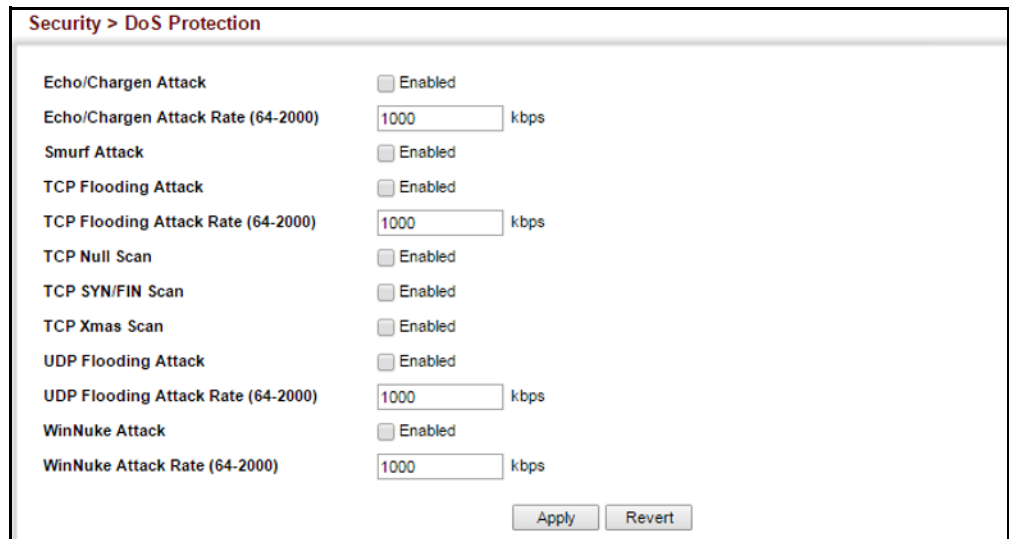 Security > DoS Protection
Echo/Chargen Attack Enabled
Echo/Chargen Attack Rate (64-2000) 1000 kbps
Smurf Attack Enabled
TCP Flooding Attack Enabled
TCP Flooding Attack Rate (64-2000) 1000 kbps
TCP Null Scan Enabled
TCP SYN/FIN Scan Enabled
TCP Xmas Scan Enabled
UDP Flooding Attack Enabled
UDP Flooding Attack Rate (64-2000) 1000 kbps
WinNuke Attack Enabled
WinNuke Attack Rate (64-2000) 1000 kbps
Apply Revert